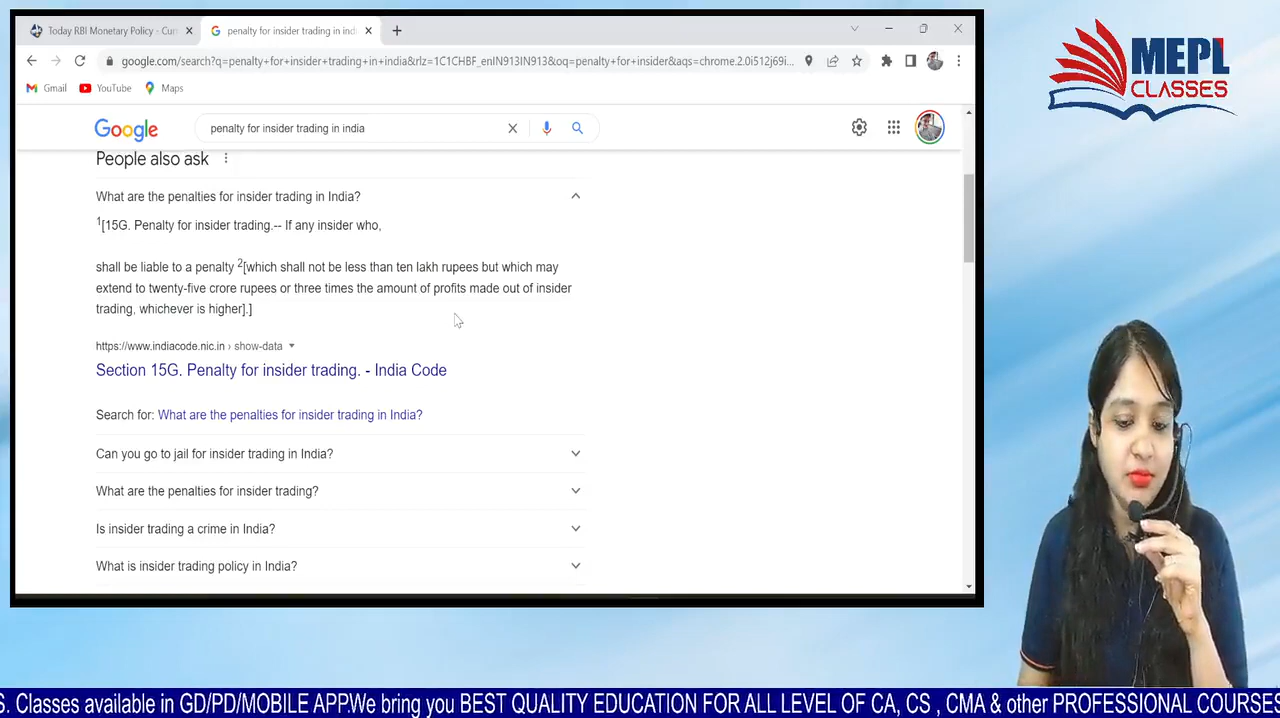 Today RBI Monetary Policy - Curr
penalty for insider trading in indi
google.com/search?q=penalty+for+insider+trading+in+india&rlz=1C1CHBF_enIN913IN913&oq=penalty+for+insider&aqs=chrome.2.0i512j69i...
Gmail
YouTube
Maps
Google
penalty for insider trading in india
People also ask
What are the penalties for insider trading in India?
1[15G. Penalty for insider trading.-- If any insider who,
shall be liable to a penalty 2[which shall not be less than ten lakh rupees but which may
extend to twenty-five crore rupees or three times the amount of profits made out of insider
trading, whichever is higher].]
https://www.indiacode.nic.in › show-data
Section 15G. Penalty for insider trading. - India Code
Search for: What are the penalties for insider trading in India?
Can you go to jail for insider trading in India?
What are the penalties for insider trading?
Is insider trading a crime in India?
What is insider trading policy in India?
MEPL
CLASSES
S. Classes available in GD/PD/MOBILE APP.We bring you BEST QUALITY EDUCATION FOR ALL LEVEL OF CA, CS , CMA & other PROFESSIONAL COURSES